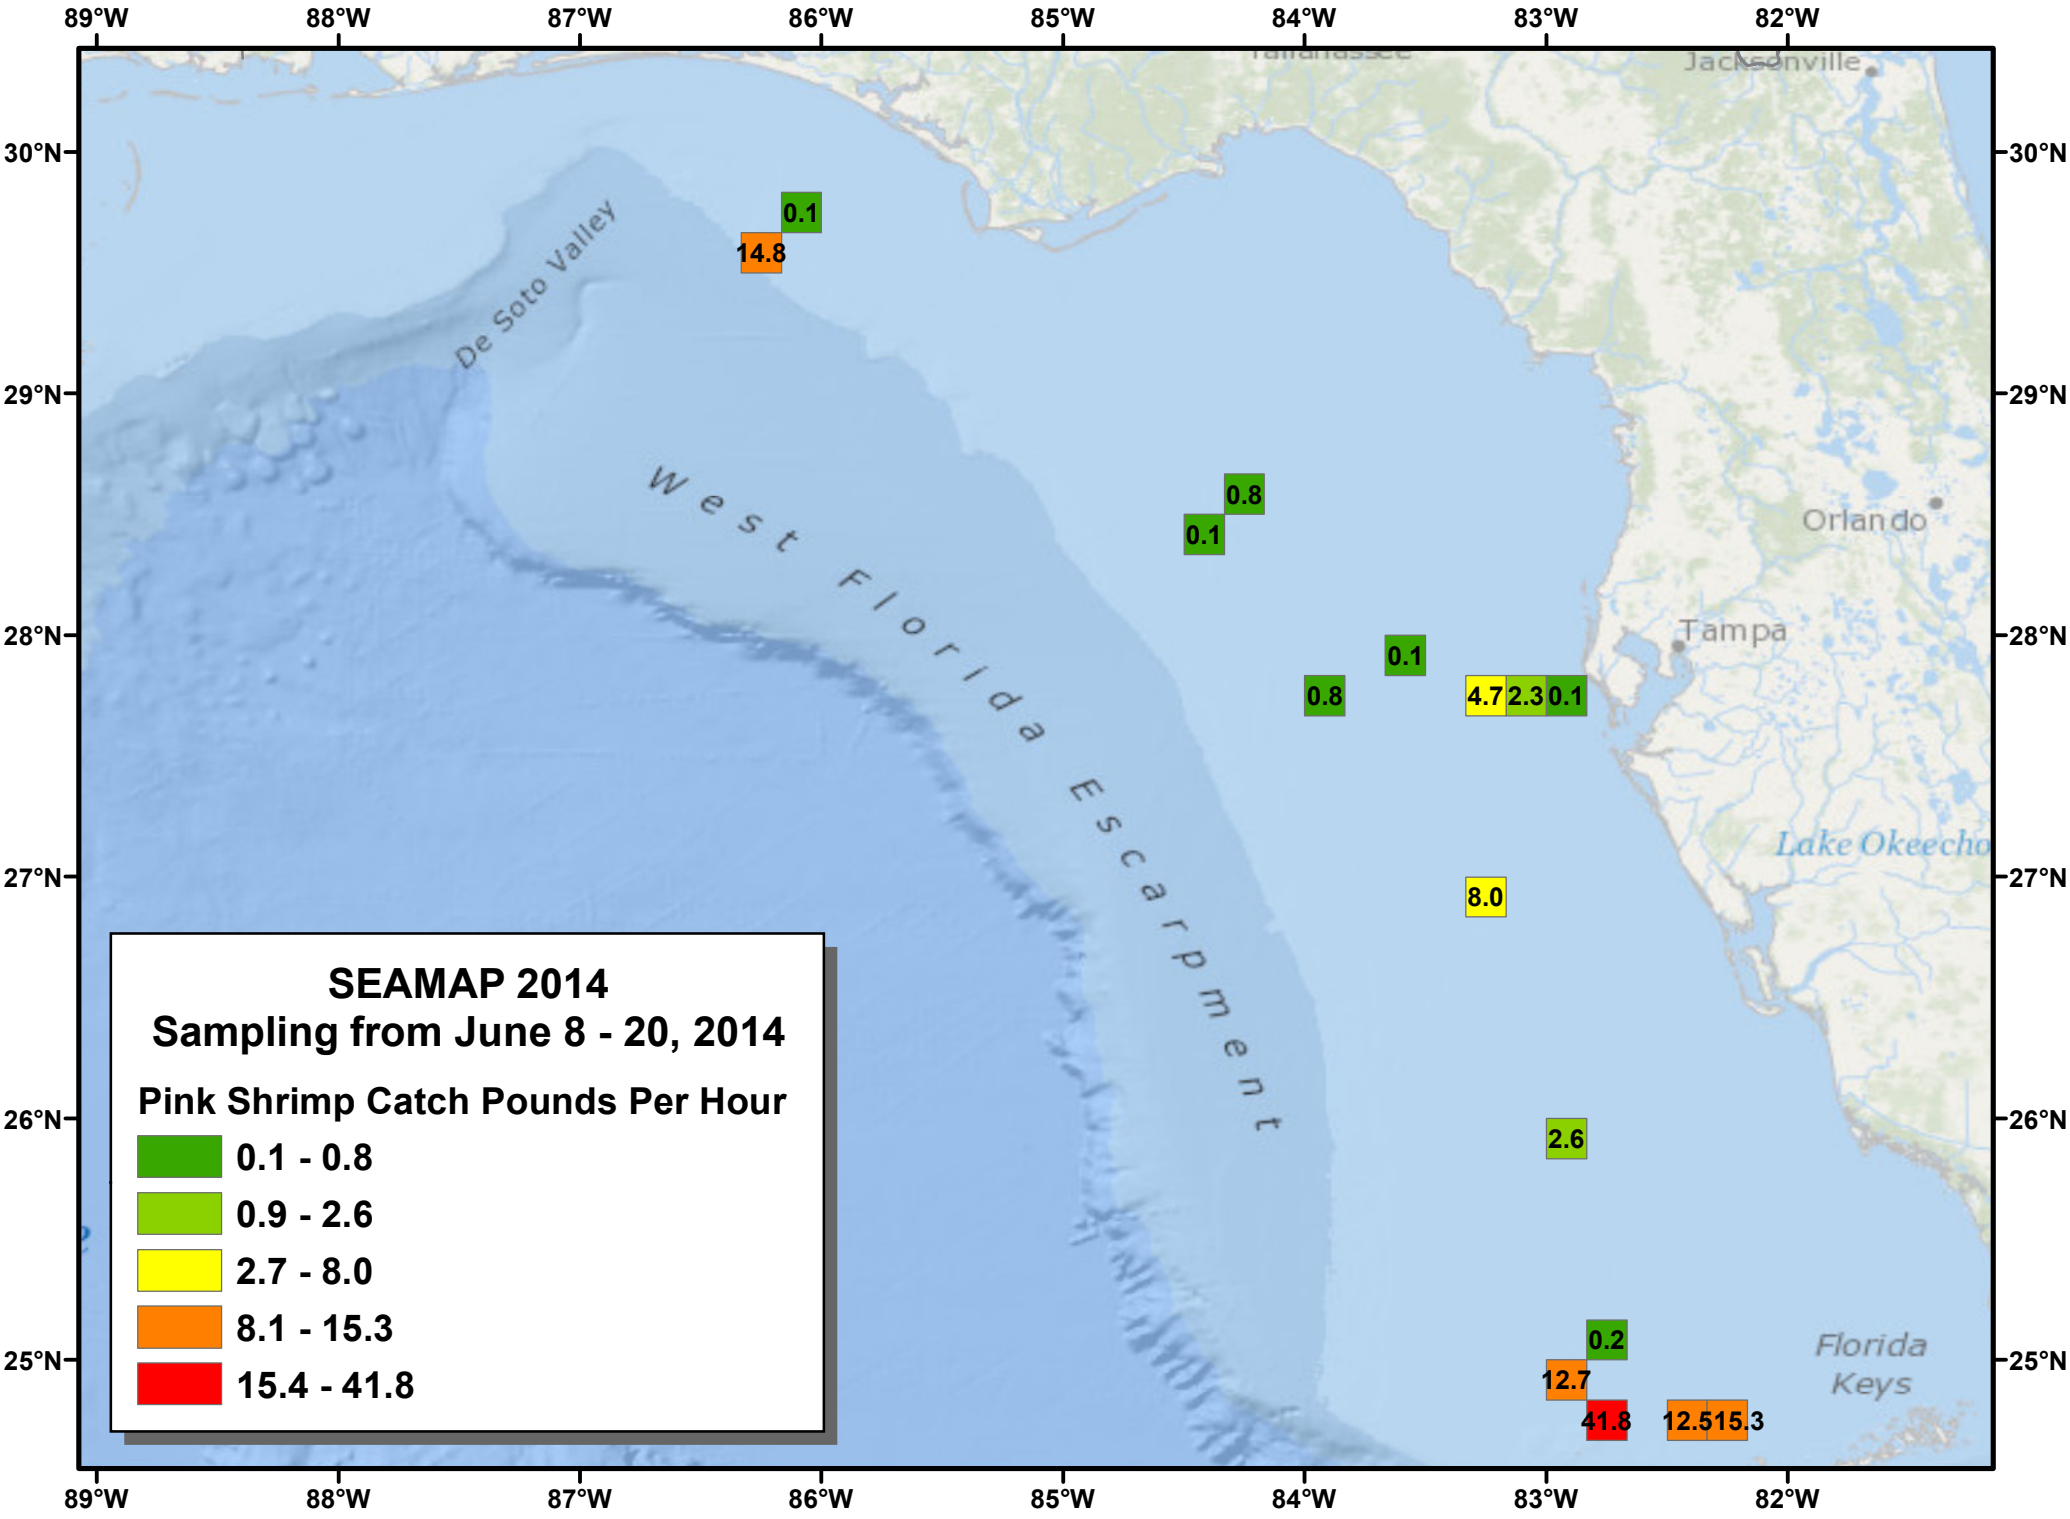 89°W 88°W 87°W 86°W 85°W 84°W 83°W 82°W
Tallahassee
Jacksonville
30°N 30°N
0.1
14.8
De Soto Valley
29°N 29°N
West Florida Escarpment
0.8
0.1
Orlando
28°N 28°N
Tampa
0.1
0.8
4.7 2.3 0.1
Lake Okeecho
27°N 27°N
8.0
SEAMAP 2014
Sampling from June 8 - 20, 2014
Pink Shrimp Catch Pounds Per Hour
0.1 - 0.8
0.9 - 2.6
2.7 - 8.0
8.1 - 15.3
15.4 - 41.8
26°N 26°N
2.6
25°N 25°N
0.2
Florida
Keys
12.7
41.8
12.5 15.3
89°W 88°W 87°W 86°W 85°W 84°W 83°W 82°W